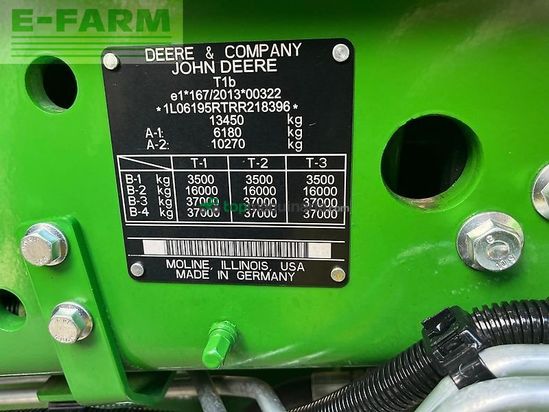 E-FARM
DEERE & COMPANY
JOHN DEERE
T1b
e1*167/2013*00322
*1L06195RTRR218396*
13450 kg
A-1: 6180 kg
A-2: 10270 kg
T-1 T-2 T-3
B-1 kg 3500 3500 3500
B-2 kg 16000 16000 16000
B-3 kg 37000 37000 37000
B-4 kg 37000 37000 37000
MOLINE, ILLINOIS, USA
MADE IN GERMANY